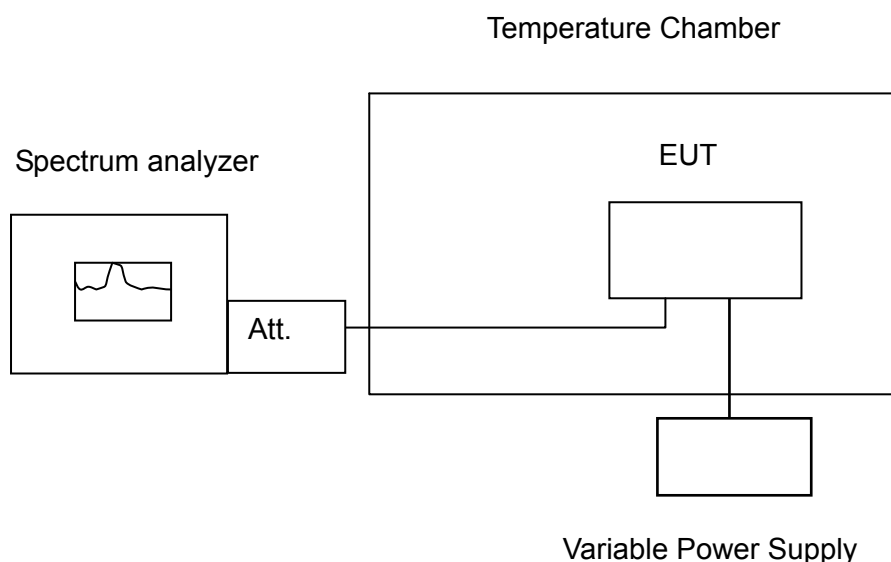 Temperature Chamber
Spectrum analyzer
EUT
Att.
Variable Power Supply